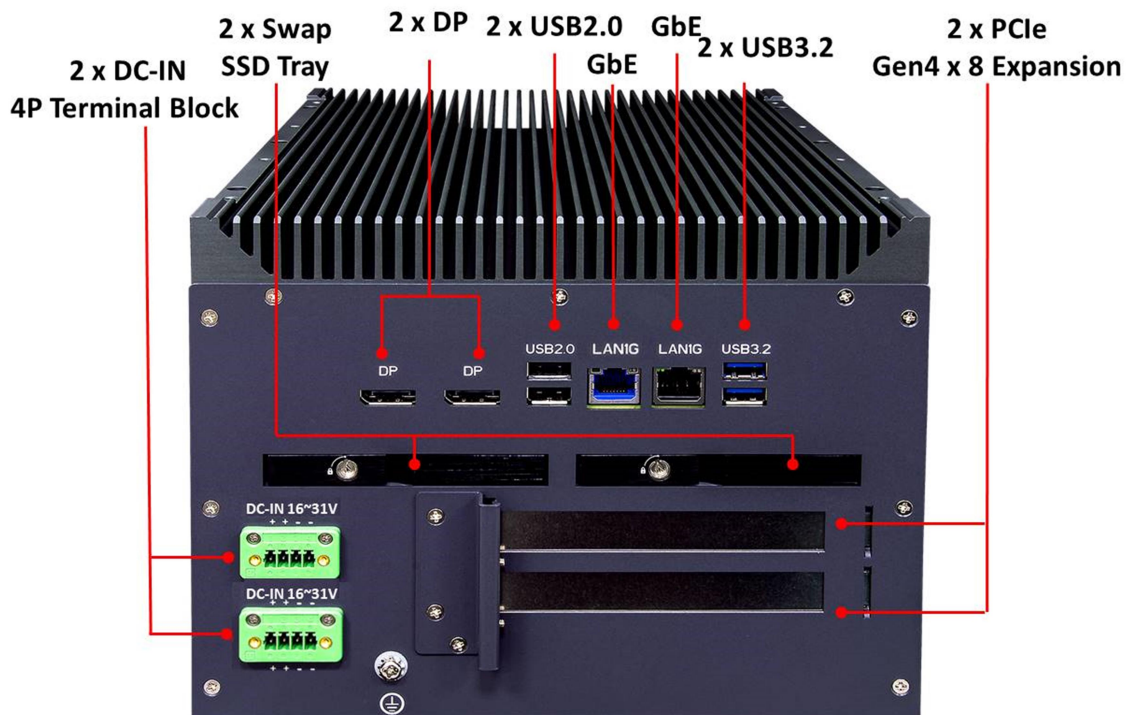 2 x DC-IN
4P Terminal Block
2 x Swap
SSD Tray
2 x DP
2 x USB2.0
GbE
GbE
2 x USB3.2
2 x PCIe
Gen4 x 8 Expansion
USB2.0 LAN1G LAN1G USB3.2
DP DP
DC-IN 16~31V
+ + - -
DC-IN 16~31V
+ + - -